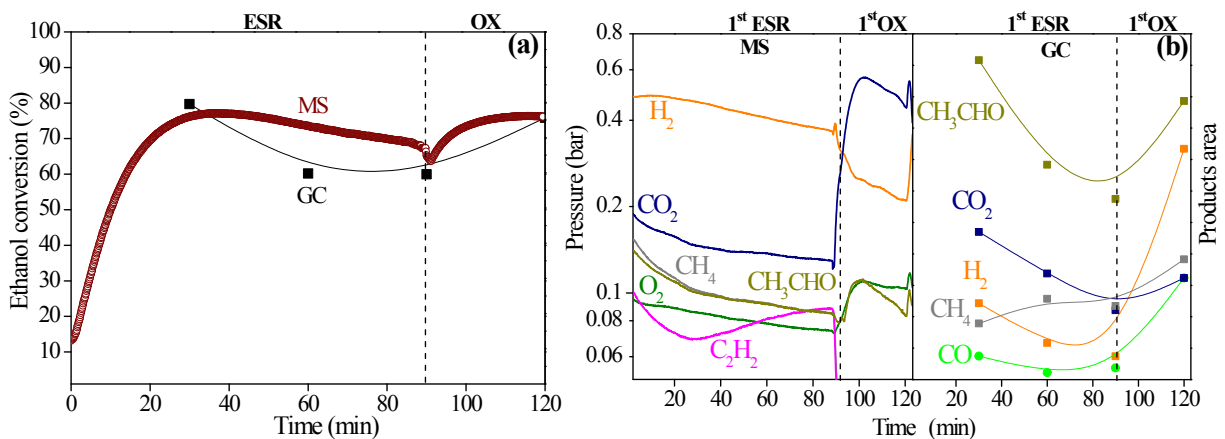 ESR OX
(a)
Ethanol conversion (%)
100
90
80
70
60
50
40
30
20
10
MS
GC
0 20 40 60 80 100 120
Time (min)
1st ESR 1stOX
MS
Pressure (bar)
0.8
0.6
0.4
0.2
0.1
0.08
0.06
H2
CO2
CH4
CH3CHO
O2
C2H2
20 40 60 80 100 120
1st ESR 1stOX
GC
(b)
CH3CHO
CO2
H2
CH4
CO
Products area
20 40 60 80 100 120
Time (min)